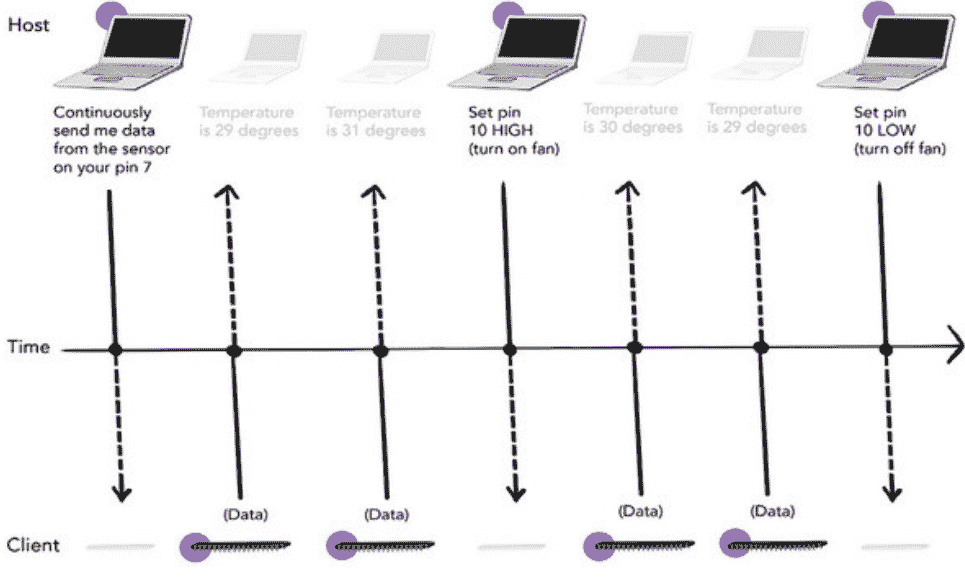 Host
Continuously
send me data
from the sensor
on your pin 7
Temperature
is 29 degrees
Temperature
is 31 degrees
Set pin
10 HIGH
(turn on fan)
Temperature
is 30 degrees
Temperature
is 29 degrees
Set pin
10 LOW
(turn off fan)
Time
(Data)
(Data)
(Data)
(Data)
Client